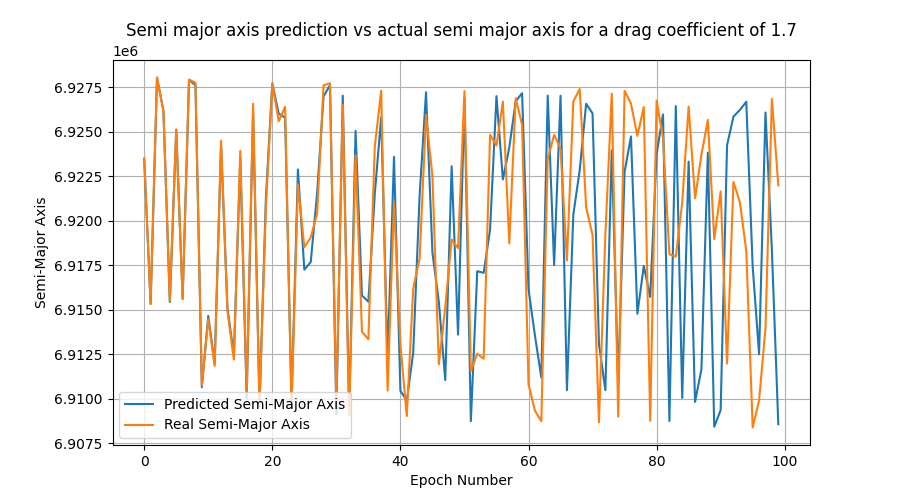 Semi major axis prediction vs actual semi major axis for a drag coefficient of 1.7
1e6
6.9275
6.9250
6.9225
6.9200
6.9175
6.9150
6.9125
6.9100
6.9075
Semi-Major Axis
Predicted Semi-Major Axis
Real Semi-Major Axis
0 20 40 60 80 100
Epoch Number